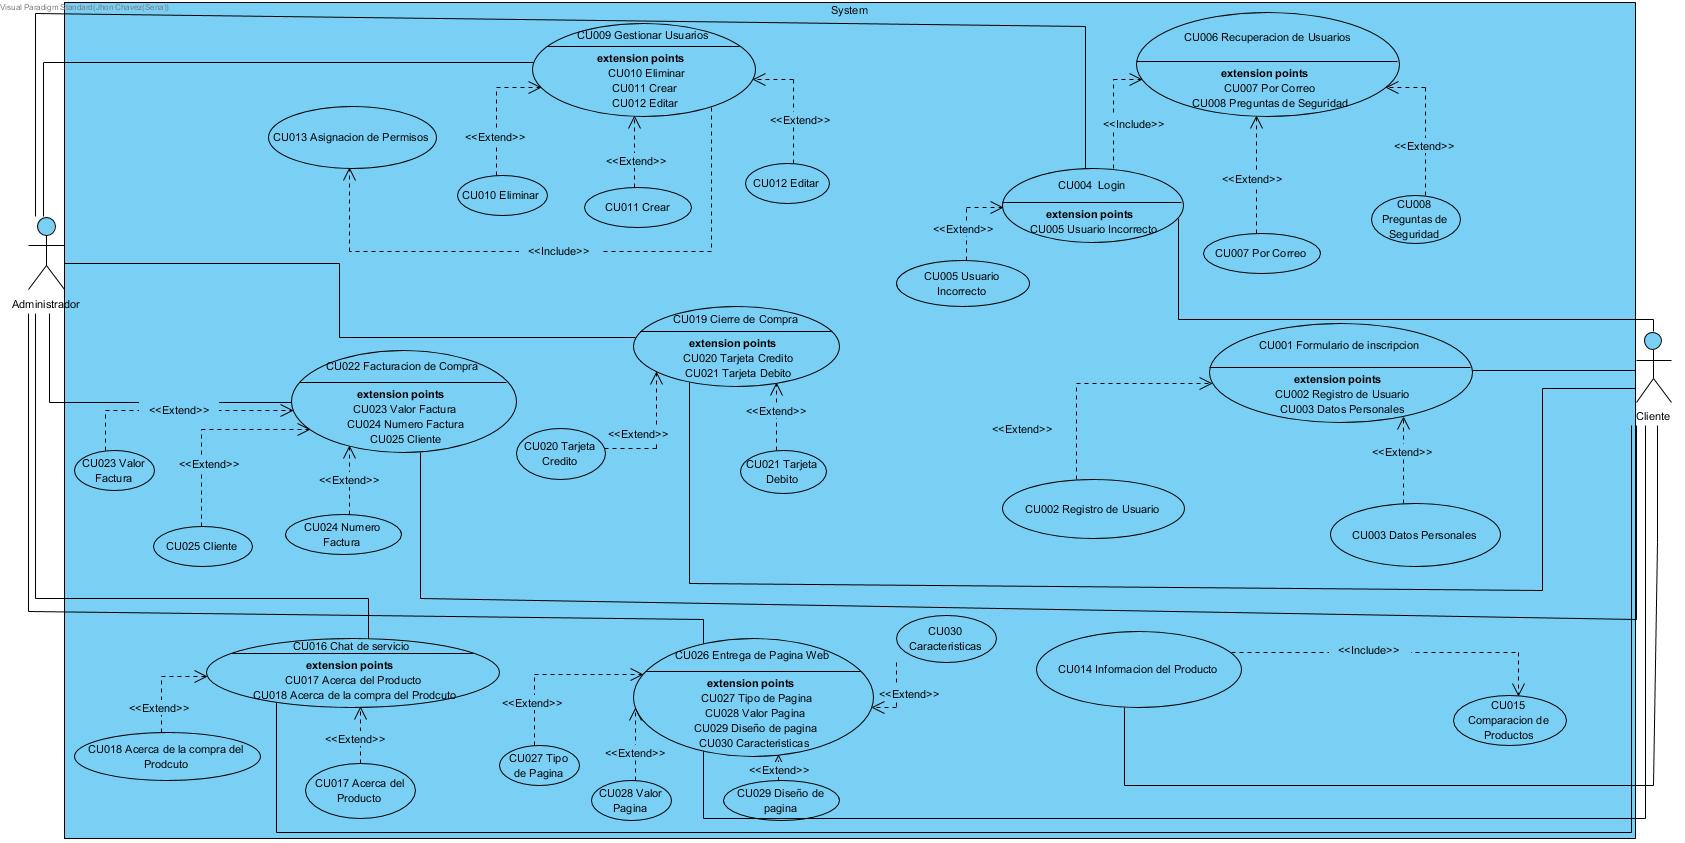 Visual Paradigm Standard(Jhon Chavez(Sena))
System
CU009 Gestionar Usuarios
extension points
CU010 Eliminar
CU011 Crear
CU012 Editar
CU006 Recuperacion de Usuarios
extension points
CU007 Por Correo
CU008 Preguntas de Seguridad
CU013 Asignacion de Permisos
<<Extend>>
<<Extend>>
<<Extend>>
<<Include>>
<<Extend>>
<<Extend>>
CU010 Eliminar
CU011 Crear
CU012 Editar
CU004  Login
extension points
CU005 Usuario Incorrecto
CU008
Preguntas de
Seguridad
<<Include>>
<<Extend>>
CU007 Por Correo
CU005 Usuario
Incorrecto
Administrador
CU019 Cierre de Compra
extension points
CU020 Tarjeta Credito
CU021 Tarjeta Debito
CU001 Formulario de inscripcion
extension points
CU002 Registro de Usuario
CU003 Datos Personales
CU022 Facturacion de Compra
extension points
CU023 Valor Factura
CU024 Numero Factura
CU025 Cliente
Cliente
<<Extend>>
<<Extend>>
<<Extend>>
<<Extend>>
<<Extend>>
<<Extend>>
<<Extend>>
CU023 Valor
Factura
CU020 Tarjeta
Credito
CU021 Tarjeta
Debito
CU002 Registro de Usuario
CU003 Datos Personales
CU025 Cliente
CU024 Numero
Factura
CU016 Chat de servicio
extension points
CU017 Acerca del Producto
CU018 Acerca de la compra del Prodcuto
CU026 Entrega de Pagina Web
extension points
CU027 Tipo de Pagina
CU028 Valor Pagina
CU029 Diseño de pagina
CU030 Caracteristicas
CU030
Caracteristicas
CU014 Informacion del Producto
<<Include>>
CU015
Comparacion de
Productos
<<Extend>>
<<Extend>>
<<Extend>>
<<Extend>>
<<Extend>>
<<Extend>>
CU018 Acerca de la compra del
Prodcuto
CU017 Acerca del
Producto
CU027 Tipo
de Pagina
CU028 Valor
Pagina
CU029 Diseño de
pagina